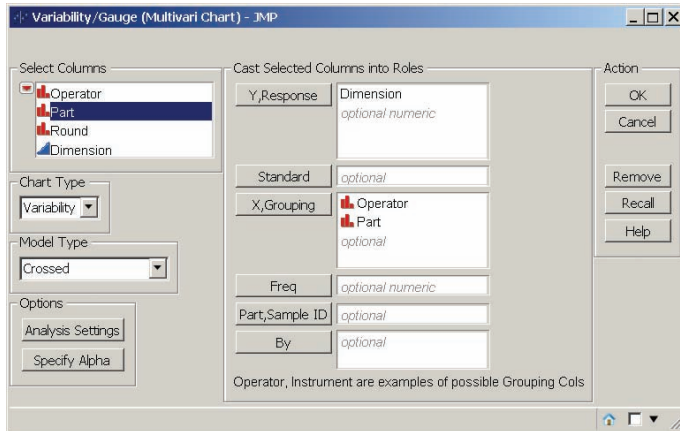 Variability/Gauge (Multivari Chart) - JMP
Select Columns
Operator
Part
Round
Dimension
Chart Type
Variability
Model Type
Crossed
Options
Analysis Settings
Specify Alpha
Cast Selected Columns into Roles
Y,Response
Dimension
optional numeric
Standard
optional
X,Grouping
Operator
Part
optional
Freq
optional numeric
Part,Sample ID
optional
By
optional
Operator, Instrument are examples of possible Grouping Cols
Action
OK
Cancel
Remove
Recall
Help